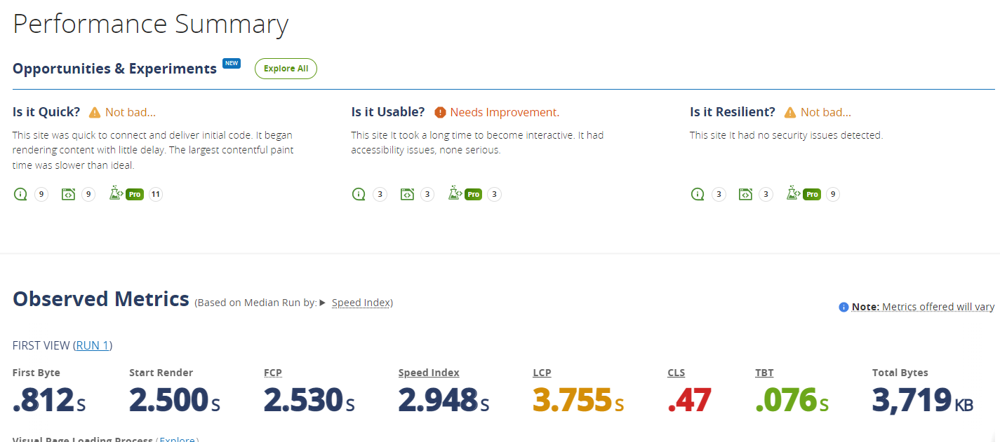 Performance Summary
Opportunities & Experiments NEW Explore All
Is it Quick? Not bad...
This site was quick to connect and deliver initial code. It began
rendering content with little delay. The largest contentful paint
time was slower than ideal.
9 9 Pro 11
Is it Usable? Needs Improvement.
This site It took a long time to become interactive. It had
accessibility issues, none serious.
3 3 Pro 3
Is it Resilient? Not bad...
This site It had no security issues detected.
3 3 Pro 9
Observed Metrics (Based on Median Run by: Speed Index)
Note: Metrics offered will vary
FIRST VIEW (RUN 1)
First Byte Start Render FCP Speed Index LCP CLS TBT Total Bytes
.812s 2.500s 2.530s 2.948s 3.755s .47 .076s 3,719KB
Visual Page Loading Process (Explore)